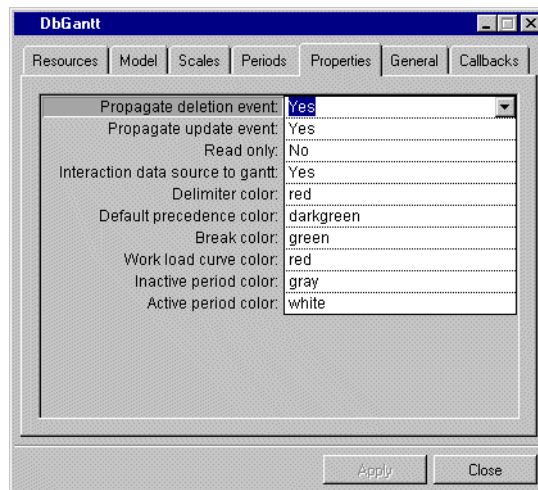 DbGantt
Resources Model Scales Periods Properties General Callbacks
Propagate deletion event: Yes
Propagate update event: Yes
Read only: No
Interaction data source to gantt: Yes
Delimiter color: red
Default precedence color: darkgreen
Break color: green
Work load curve color: red
Inactive period color: gray
Active period color: white
Apply Close